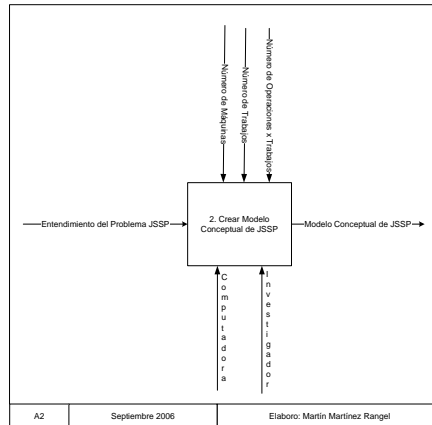 Número de Máquinas
Número de Trabajos
Número de Operaciones x Trabajos
Entendimiento del Problema JSSP
2. Crear Modelo
Conceptual de JSSP
Modelo Conceptual de JSSP
Computadora
Investigador
A2
Septiembre 2006
Elaboro: Martín Martínez Rangel